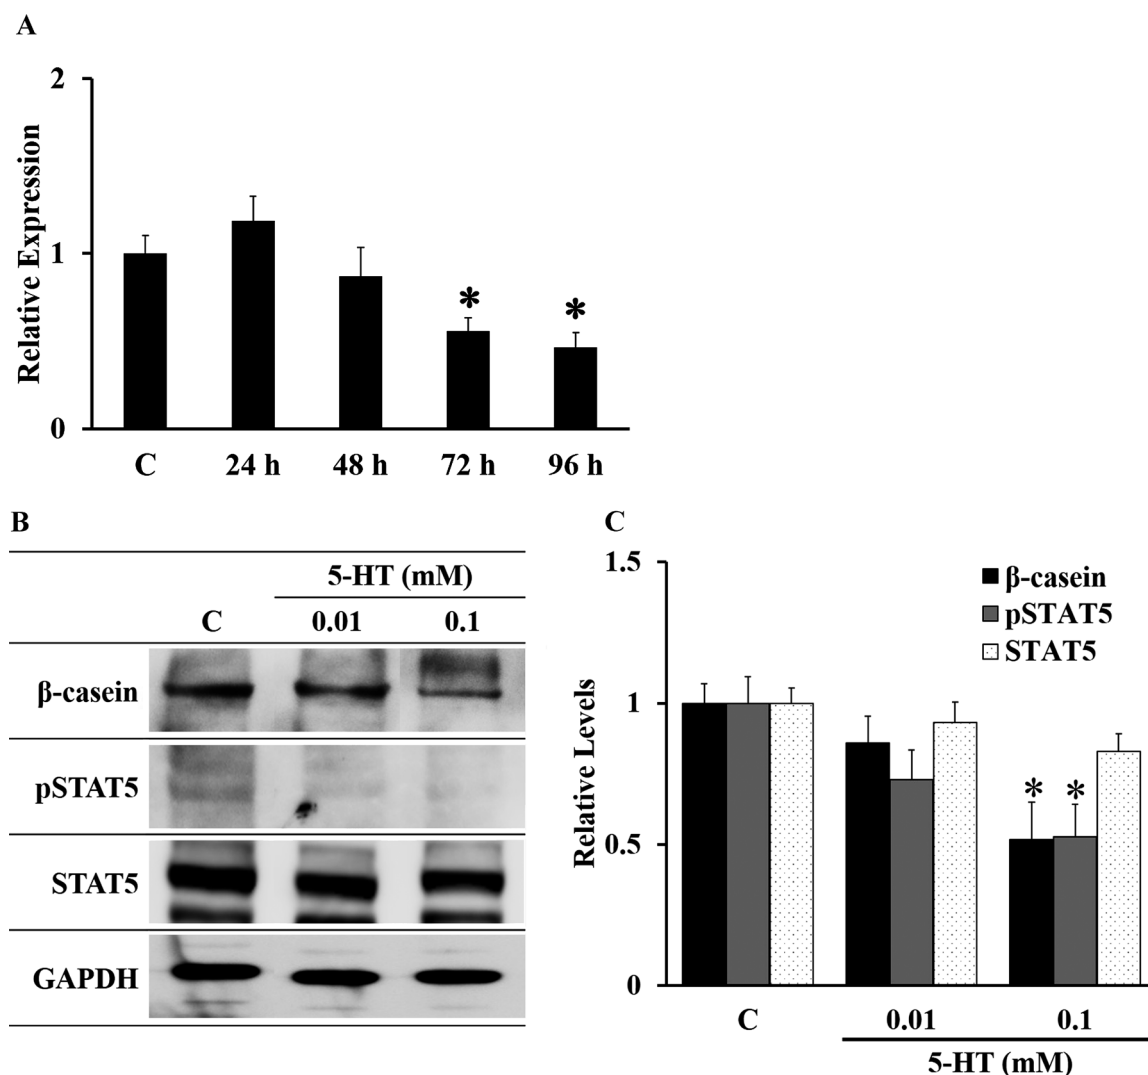 A
2
1
0
Relative Expression
*
*
C 24 h 48 h 72 h 96 h
B
5-HT (mM)
C 0.01 0.1
β-casein
pSTAT5
STAT5
GAPDH
C
1.5
1
0.5
0
Relative Levels
β-casein
pSTAT5
STAT5
* *
C 0.01 0.1
5-HT (mM)